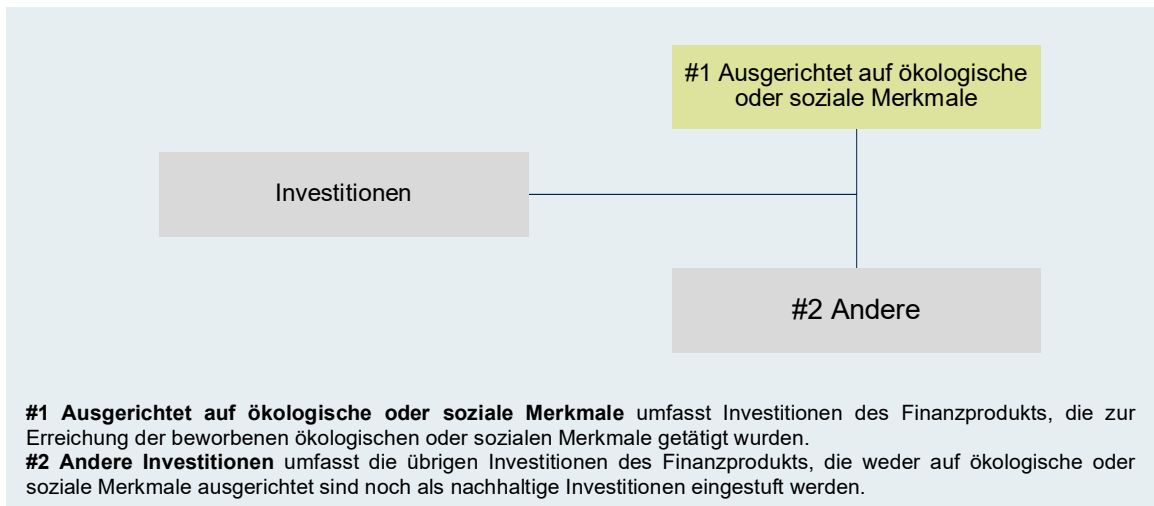 #1 Ausgerichtet auf ökologische
oder soziale Merkmale
Investitionen
#2 Andere
#1 Ausgerichtet auf ökologische oder soziale Merkmale umfasst Investitionen des Finanzprodukts, die zur
Erreichung der beworbenen ökologischen oder sozialen Merkmale getätigt wurden.
#2 Andere Investitionen umfasst die übrigen Investitionen des Finanzprodukts, die weder auf ökologische oder
soziale Merkmale ausgerichtet sind noch als nachhaltige Investitionen eingestuft werden.